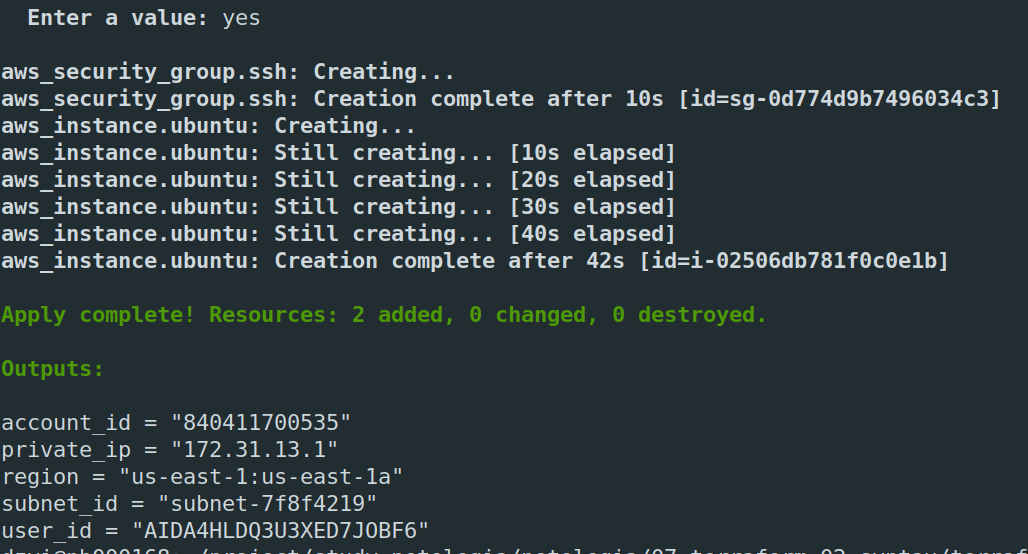 Enter a value: yes
aws_security_group.ssh: Creating...
aws_security_group.ssh: Creation complete after 10s [id=sg-0d774d9b7496034c3]
aws_instance.ubuntu: Creating...
aws_instance.ubuntu: Still creating... [10s elapsed]
aws_instance.ubuntu: Still creating... [20s elapsed]
aws_instance.ubuntu: Still creating... [30s elapsed]
aws_instance.ubuntu: Still creating... [40s elapsed]
aws_instance.ubuntu: Creation complete after 42s [id=i-02506db781f0c0e1b]
Apply complete! Resources: 2 added, 0 changed, 0 destroyed.
Outputs:
account_id = "840411700535"
private_ip = "172.31.13.1"
region = "us-east-1:us-east-1a"
subnet_id = "subnet-7f8f4219"
user_id = "AIDA4HLDQ3U3XED7JOBF6"